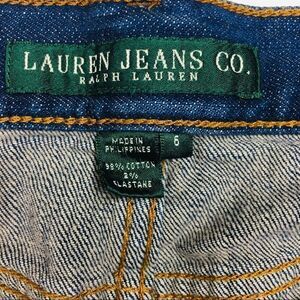 LAUREN JEANS CO.
RALPH LAUREN
MADE IN
PHILIPPINES
6
98% COTTON
2%
ELASTANE